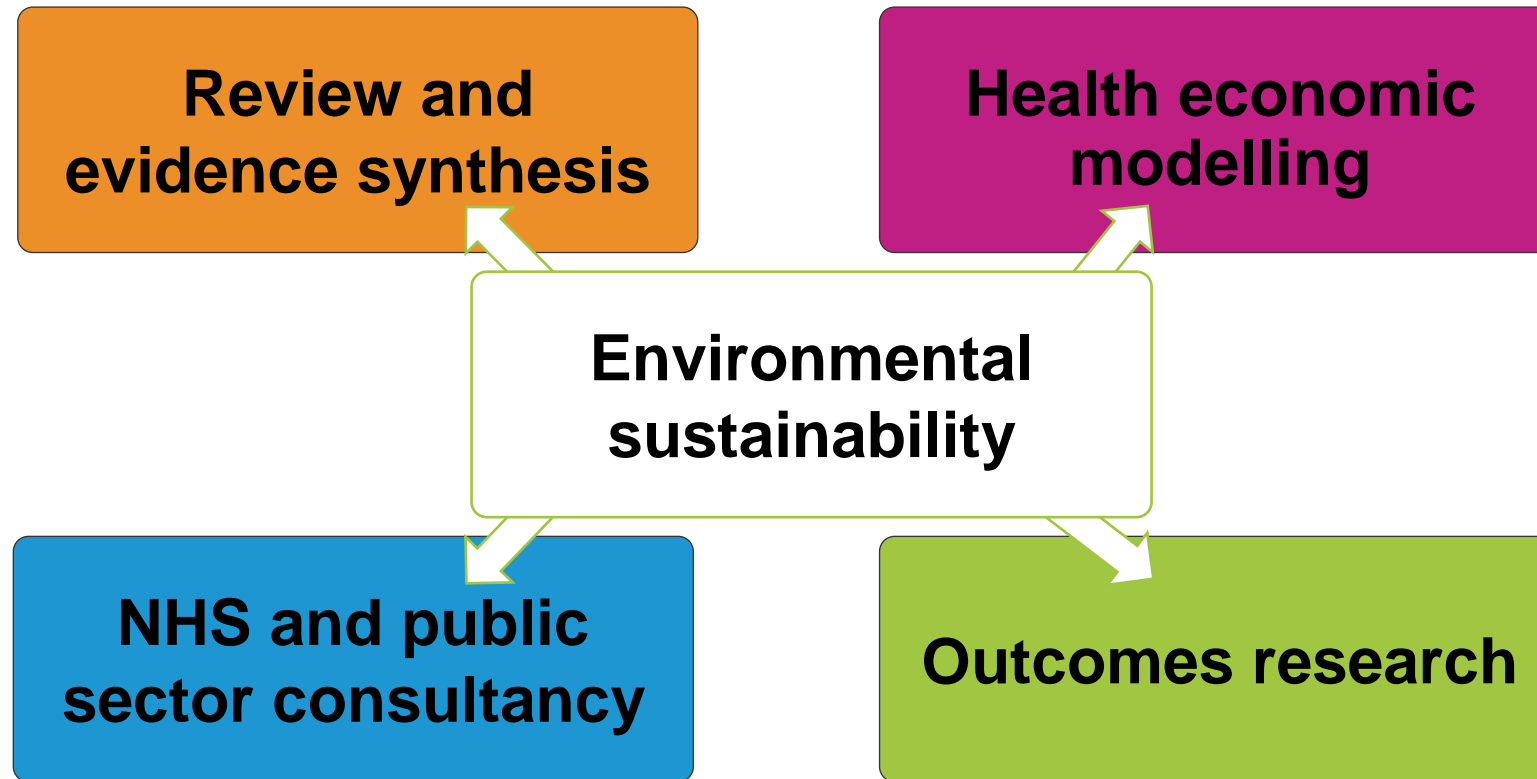 Review and
evidence synthesis
Health economic
modelling
Environmental
sustainability
NHS and public
sector consultancy
Outcomes research